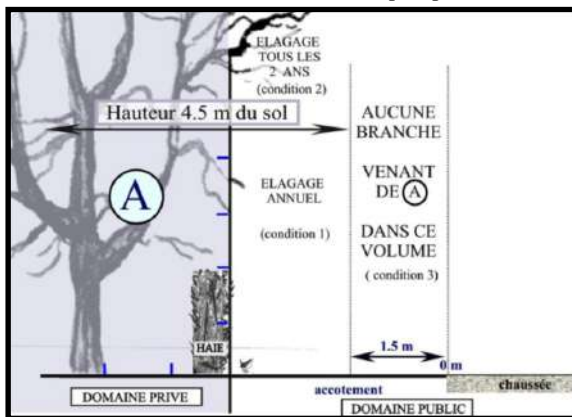 ELAGAGE
TOUS LES
2 ANS
(condition 2)
Hauteur 4.5 m du sol
AUCUNE
BRANCHE
VENANT
DE A
DANS CE
VOLUME
( condition 3)
A
ELAGAGE
ANNUEL
(condition 1)
HAIE
1.5 m
0 m
chaussée
accotement
DOMAINE PRIVE
DOMAINE PUBLIC